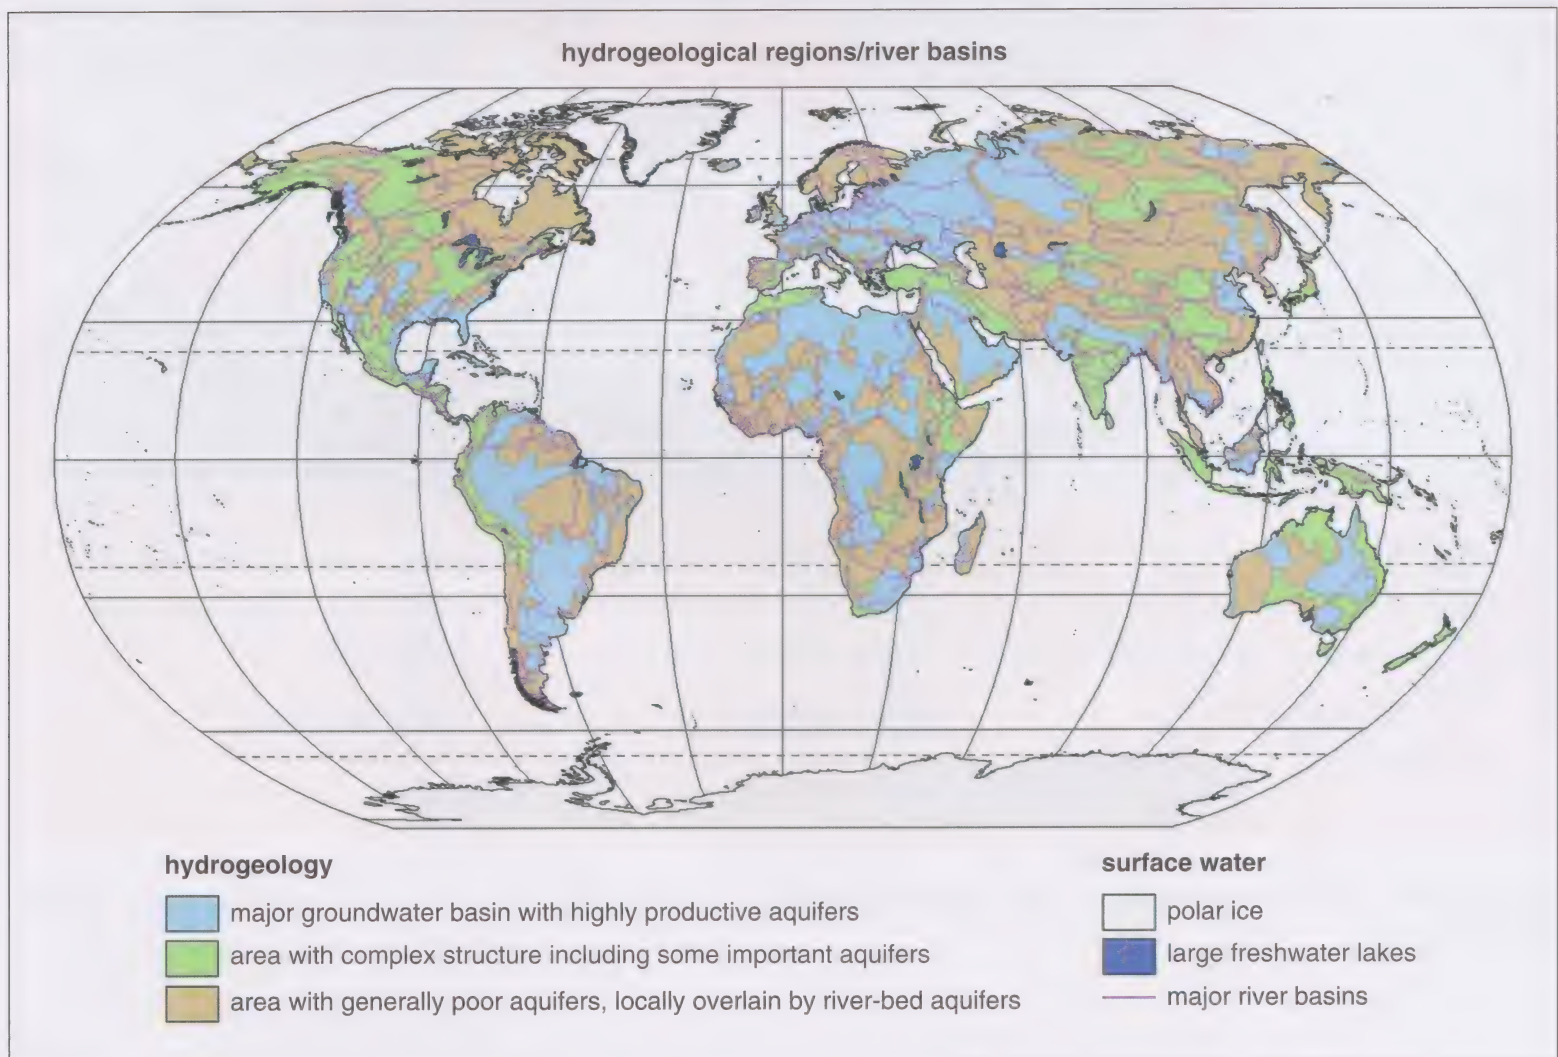 hydrogeological regions/river basins
hydrogeology
major groundwater basin with highly productive aquifers
area with complex structure including some important aquifers
area with generally poor aquifers, locally overlain by river-bed aquifers
surface water
polar ice
large freshwater lakes
major river basins